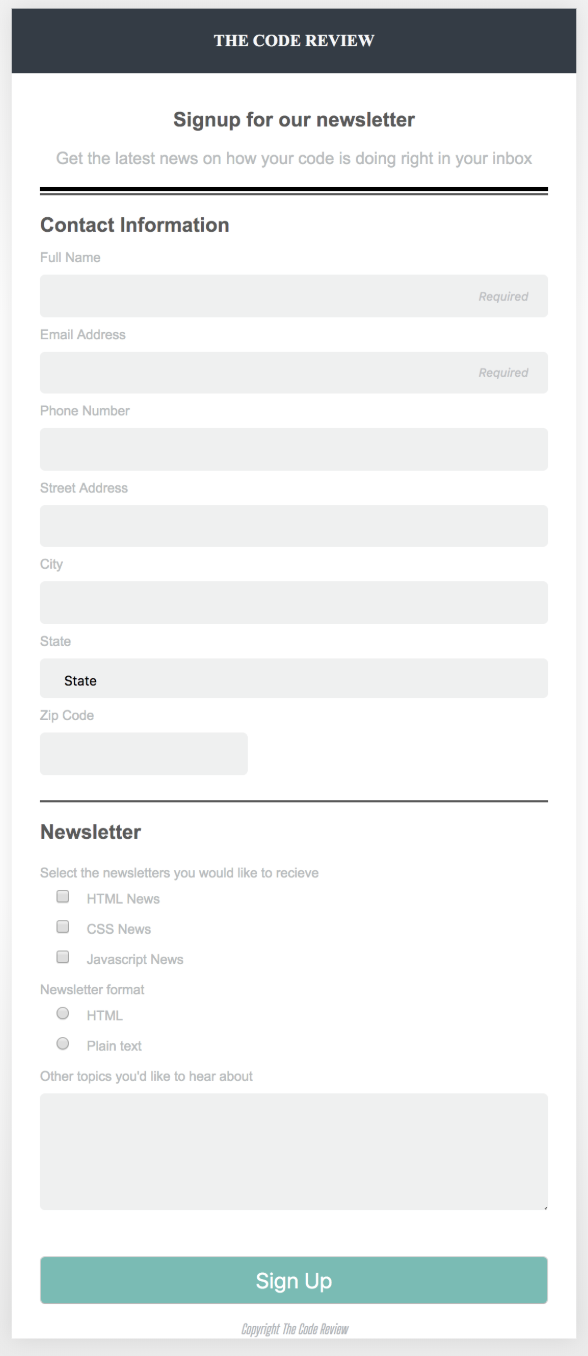 THE CODE REVIEW
Signup for our newsletter
Get the latest news on how your code is doing right in your inbox
Contact Information
Full Name
Required
Email Address
Required
Phone Number
Street Address
City
State
State
Zip Code
Newsletter
Select the newsletters you would like to recieve
HTML News
CSS News
Javascript News
Newsletter format
HTML
Plain text
Other topics you'd like to hear about
Sign Up
Copyright The Code Review